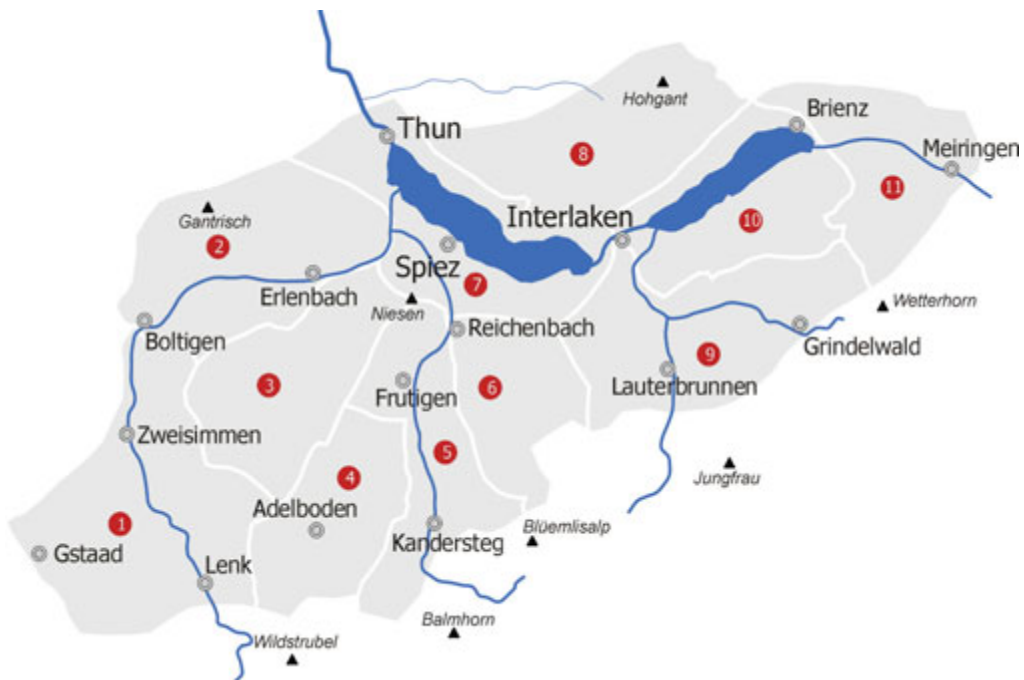 Hohgant
Brienz
Thun
Meiringen
8
11
Gantrisch
Interlaken
10
2
Spiez
Erlenbach
7
Niesen
Wetterhorn
Boltigen
Reichenbach
Grindelwald
9
3
6
Frutigen
Lauterbrunnen
Zweisimmen
5
4
Jungfrau
Adelboden
1
Kandersteg
Blüemlisalp
Gstaad
Lenk
Balmhorn
Wildstrubel